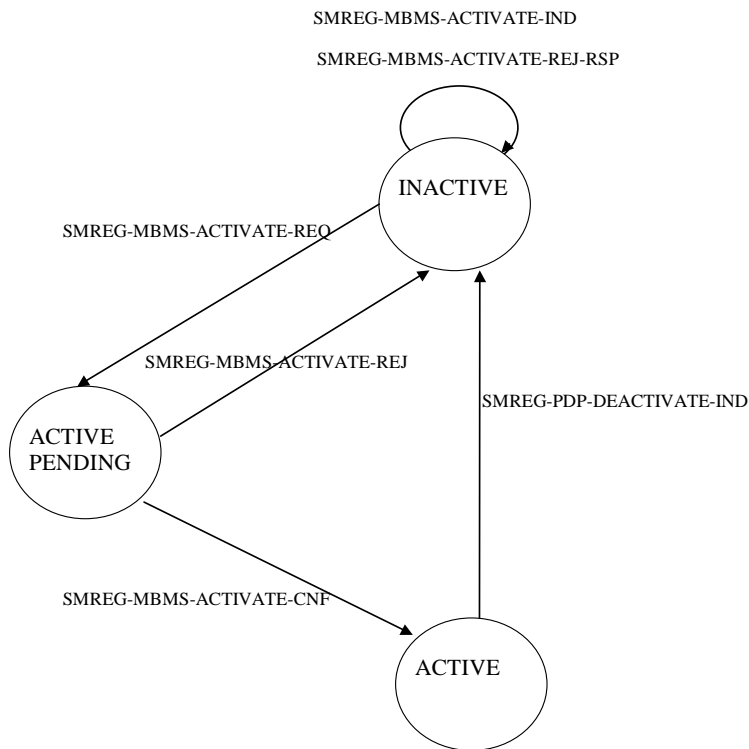 SMREG-MBMS-ACTIVATE-IND
SMREG-MBMS-ACTIVATE-REJ-RSP
INACTIVE
SMREG-MBMS-ACTIVATE-REQ
SMREG-MBMS-ACTIVATE-REJ
SMREG-PDP-DEACTIVATE-IND
ACTIVE
PENDING
SMREG-MBMS-ACTIVATE-CNF
ACTIVE